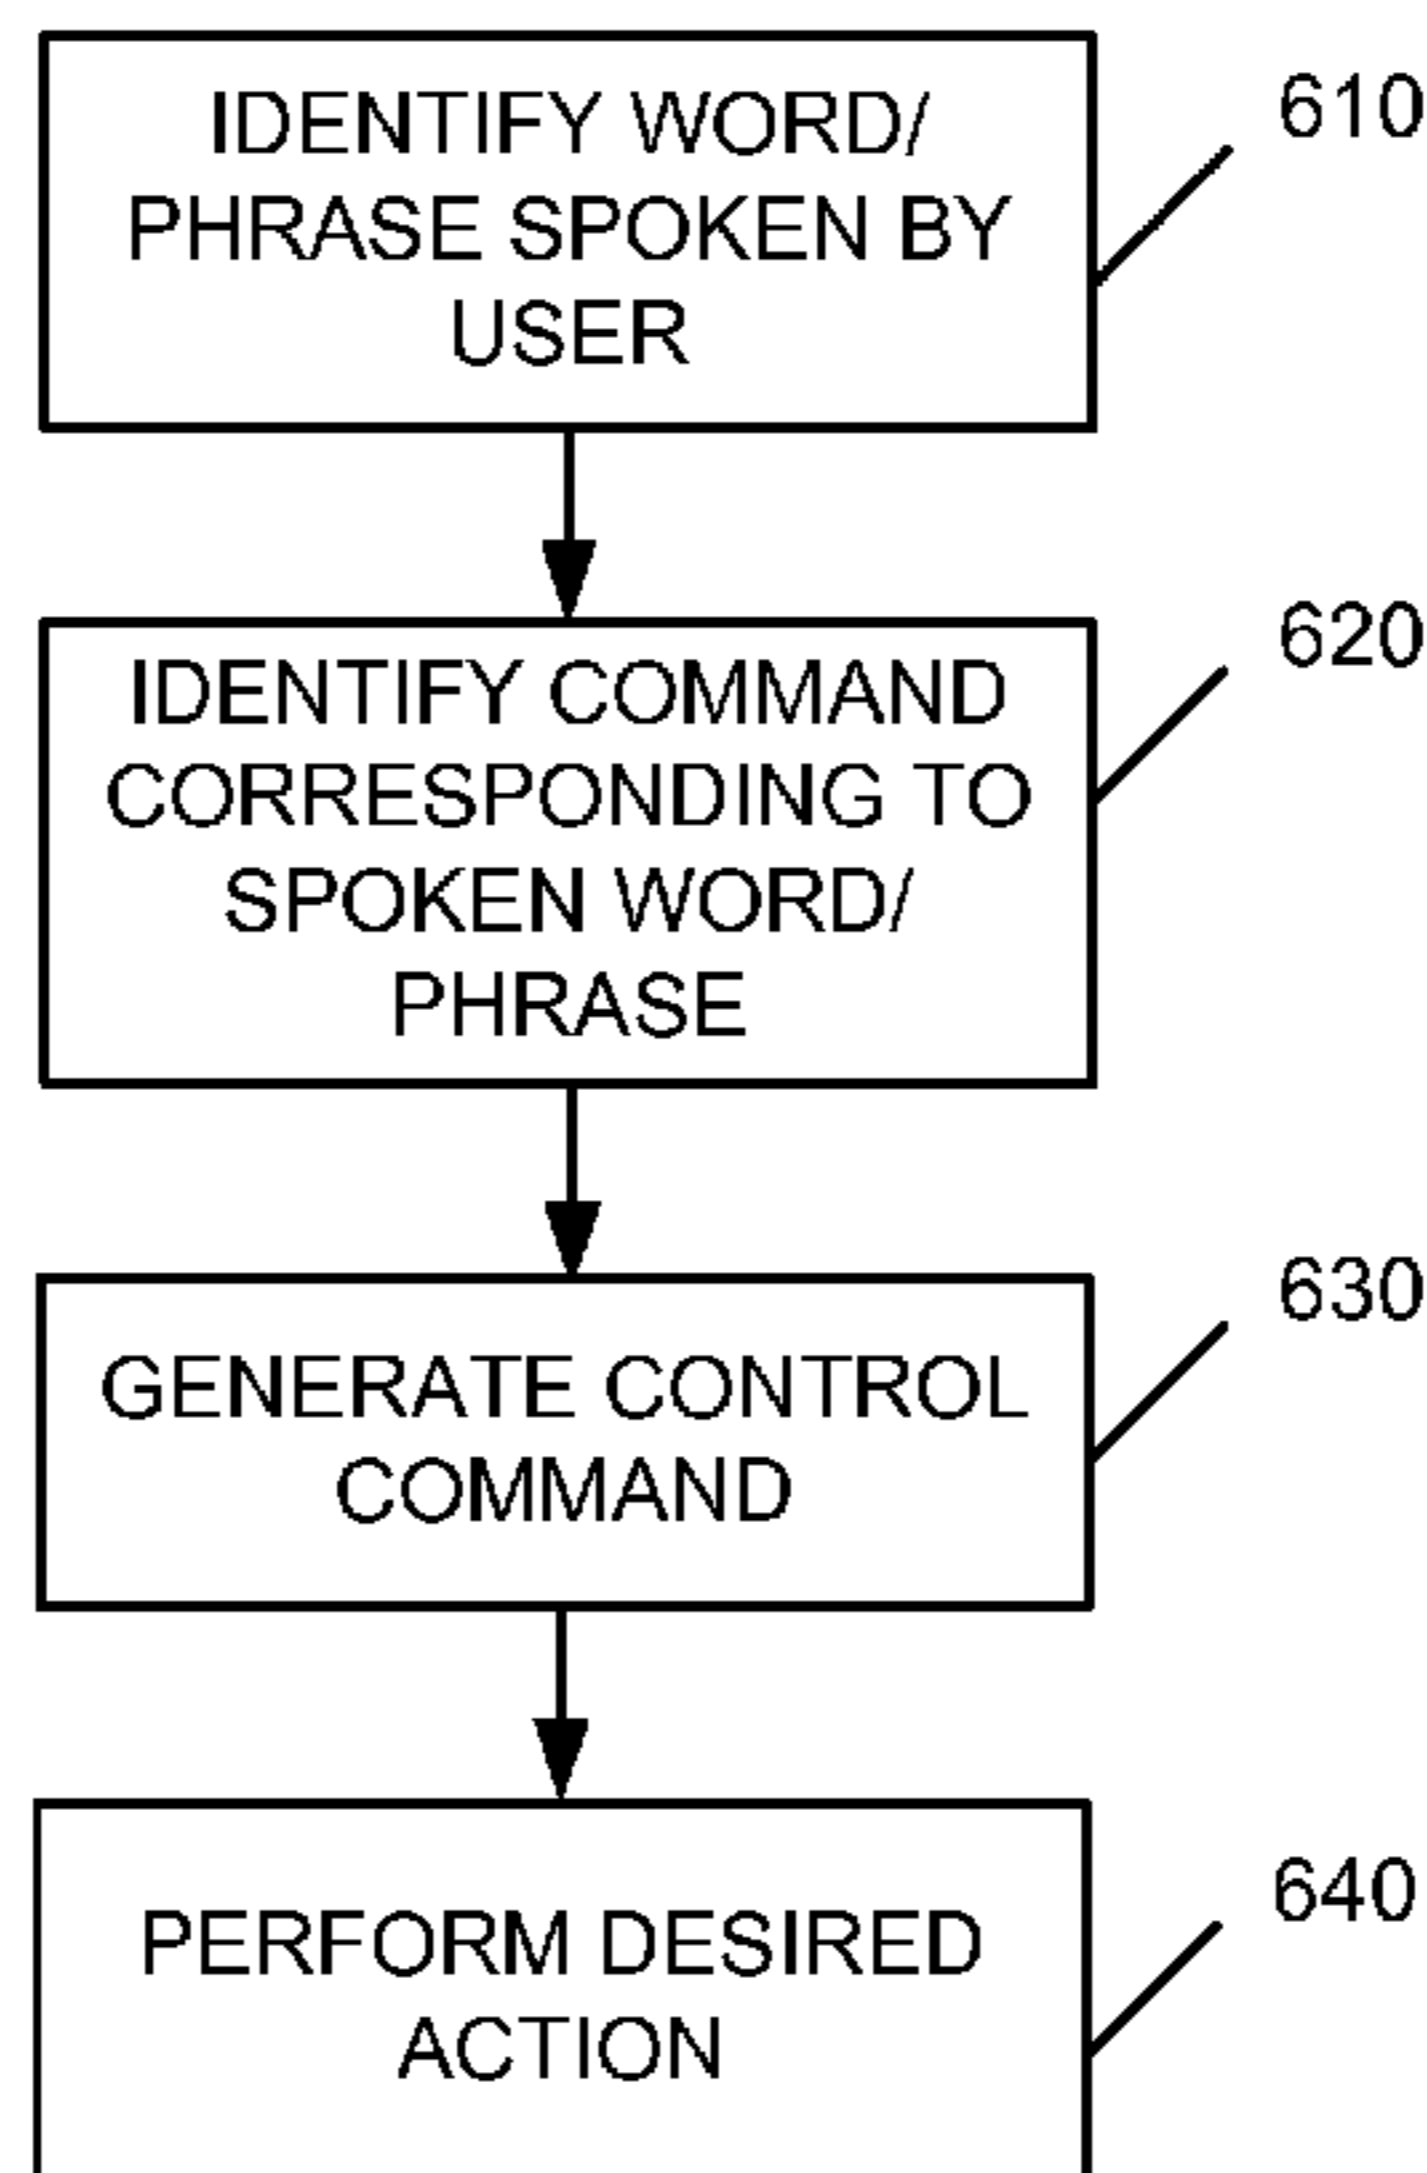 IDENTIFY WORD/
PHRASE SPOKEN BY
USER
610
IDENTIFY COMMAND
CORRESPONDING TO
SPOKEN WORD/
PHRASE
620
GENERATE CONTROL
COMMAND
630
PERFORM DESIRED
ACTION
640